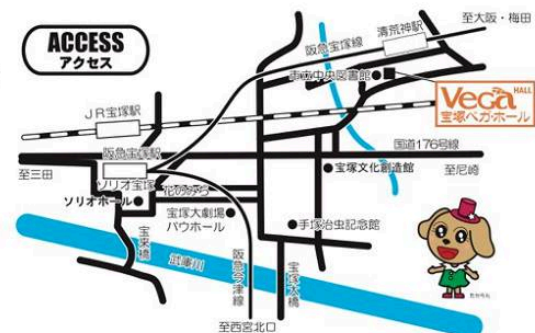 ACCESS
アクセス
至大阪・梅田
清荒神駅
阪急宝塚線
市立中央図書館
Vega HALL
宝塚ベガ・ホール
JR宝塚駅
阪急宝塚駅
国道176号線
至三田
宝塚文化創造館
至尼崎
ソリオ宝塚
花のみち
ソリオホール
宝塚大劇場
バウホール
手塚治虫記念館
宝来橋
武庫川
阪急今津線
宝塚大橋
至西宮北口